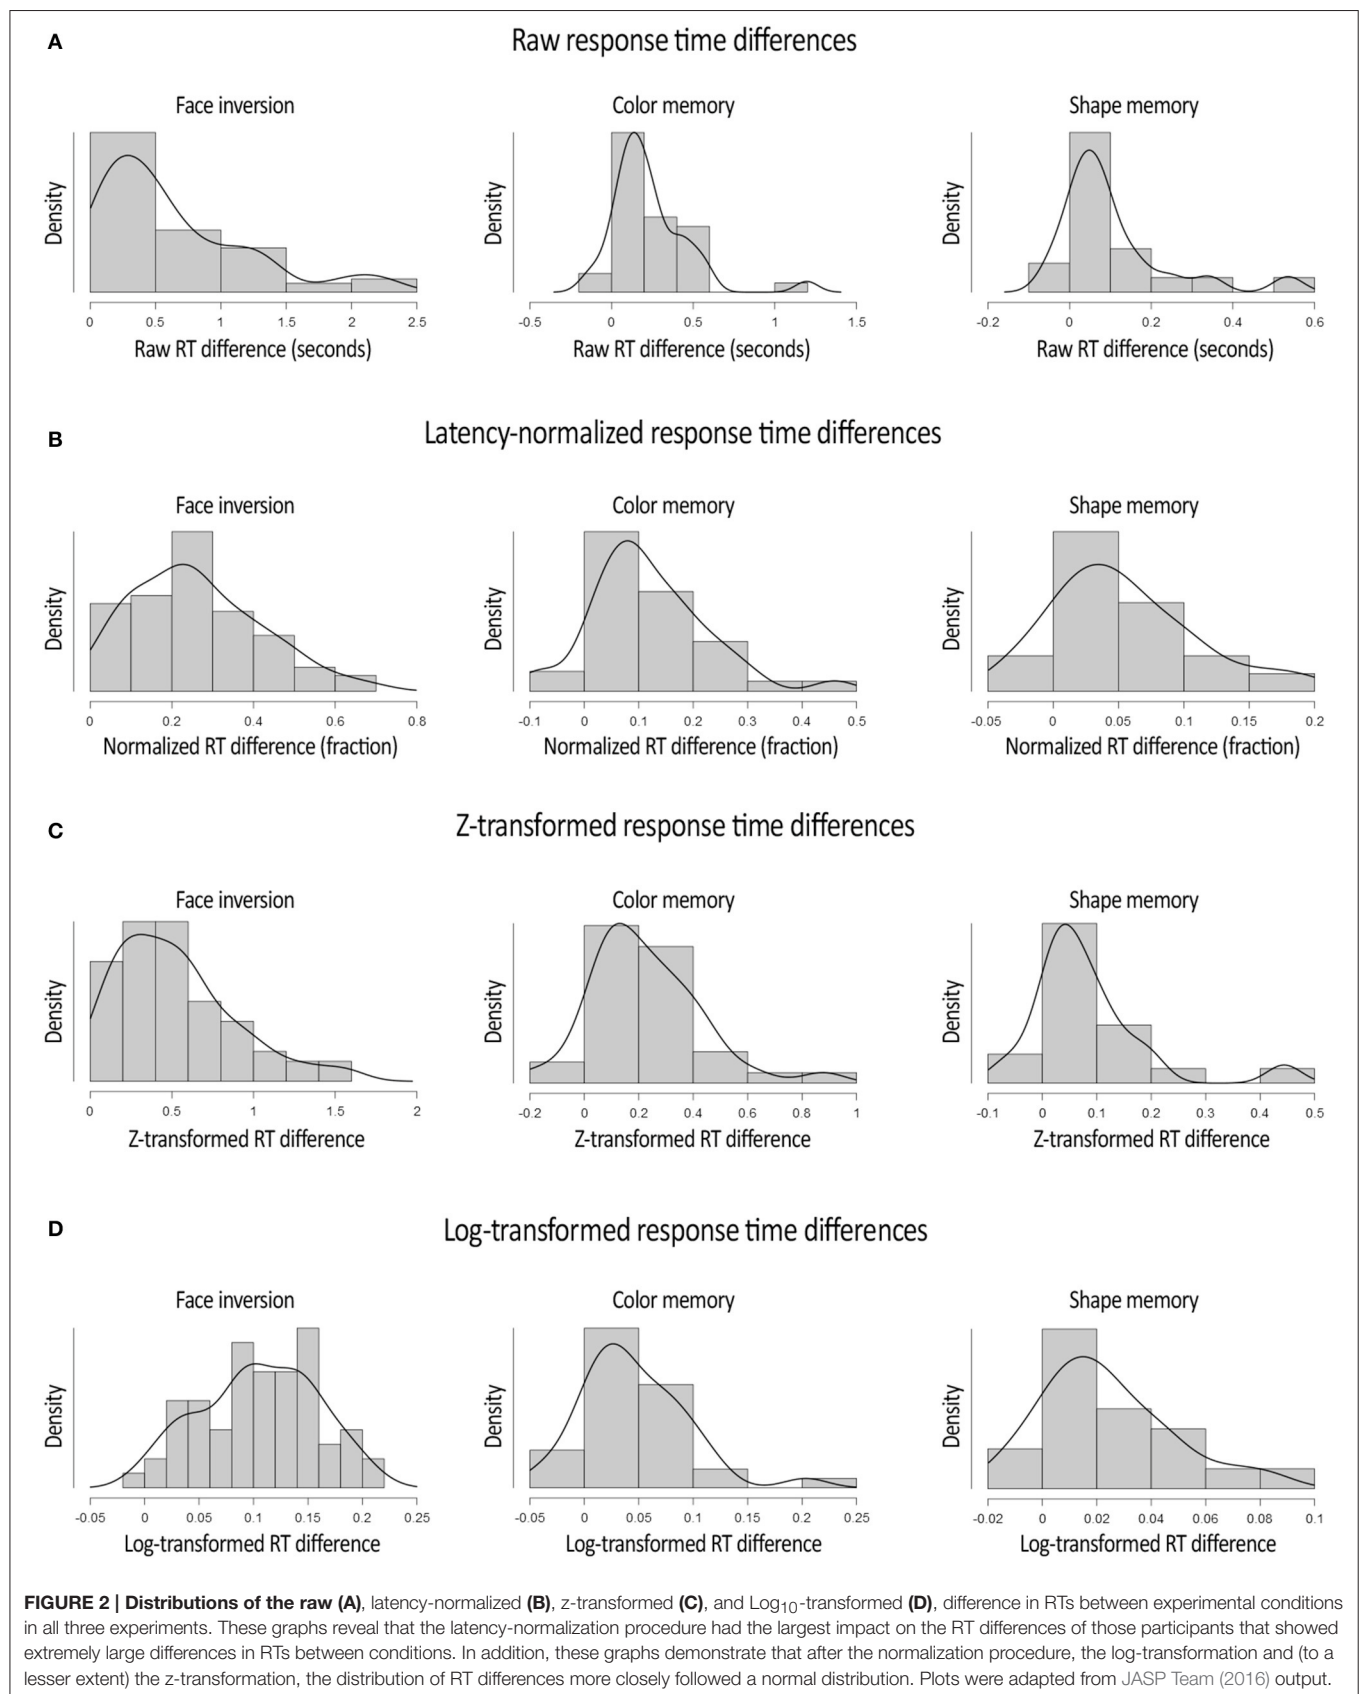 A
Raw response time differences
Face inversion
Color memory
Shape memory
Density
Density
Density
0 0.5 1 1.5 2 2.5
-0.5 0 0.5 1 1.5
-0.2 0 0.2 0.4 0.6
Raw RT difference (seconds)
Raw RT difference (seconds)
Raw RT difference (seconds)
B
Latency-normalized response time differences
Face inversion
Color memory
Shape memory
Density
Density
Density
0 0.2 0.4 0.6 0.8
-0.1 0 0.1 0.2 0.3 0.4 0.5
-0.05 0 0.05 0.1 0.15 0.2
Normalized RT difference (fraction)
Normalized RT difference (fraction)
Normalized RT difference (fraction)
C
Z-transformed response time differences
Face inversion
Color memory
Shape memory
Density
Density
Density
0 0.5 1 1.5 2
-0.2 0 0.2 0.4 0.6 0.8 1
-0.1 0 0.1 0.2 0.3 0.4 0.5
Z-transformed RT difference
Z-transformed RT difference
Z-transformed RT difference
D
Log-transformed response time differences
Face inversion
Color memory
Shape memory
Density
Density
Density
-0.05 0 0.05 0.1 0.15 0.2 0.25
-0.05 0 0.05 0.1 0.15 0.2 0.25
-0.02 0 0.02 0.04 0.06 0.08 0.1
Log-transformed RT difference
Log-transformed RT difference
Log-transformed RT difference
FIGURE 2 | Distributions of the raw (A), latency-normalized (B), z-transformed (C), and Log10-transformed (D), difference in RTs between experimental conditions
in all three experiments. These graphs reveal that the latency-normalization procedure had the largest impact on the RT differences of those participants that showed
extremely large differences in RTs between conditions. In addition, these graphs demonstrate that after the normalization procedure, the log-transformation and (to a
lesser extent) the z-transformation, the distribution of RT differences more closely followed a normal distribution. Plots were adapted from JASP Team (2016) output.